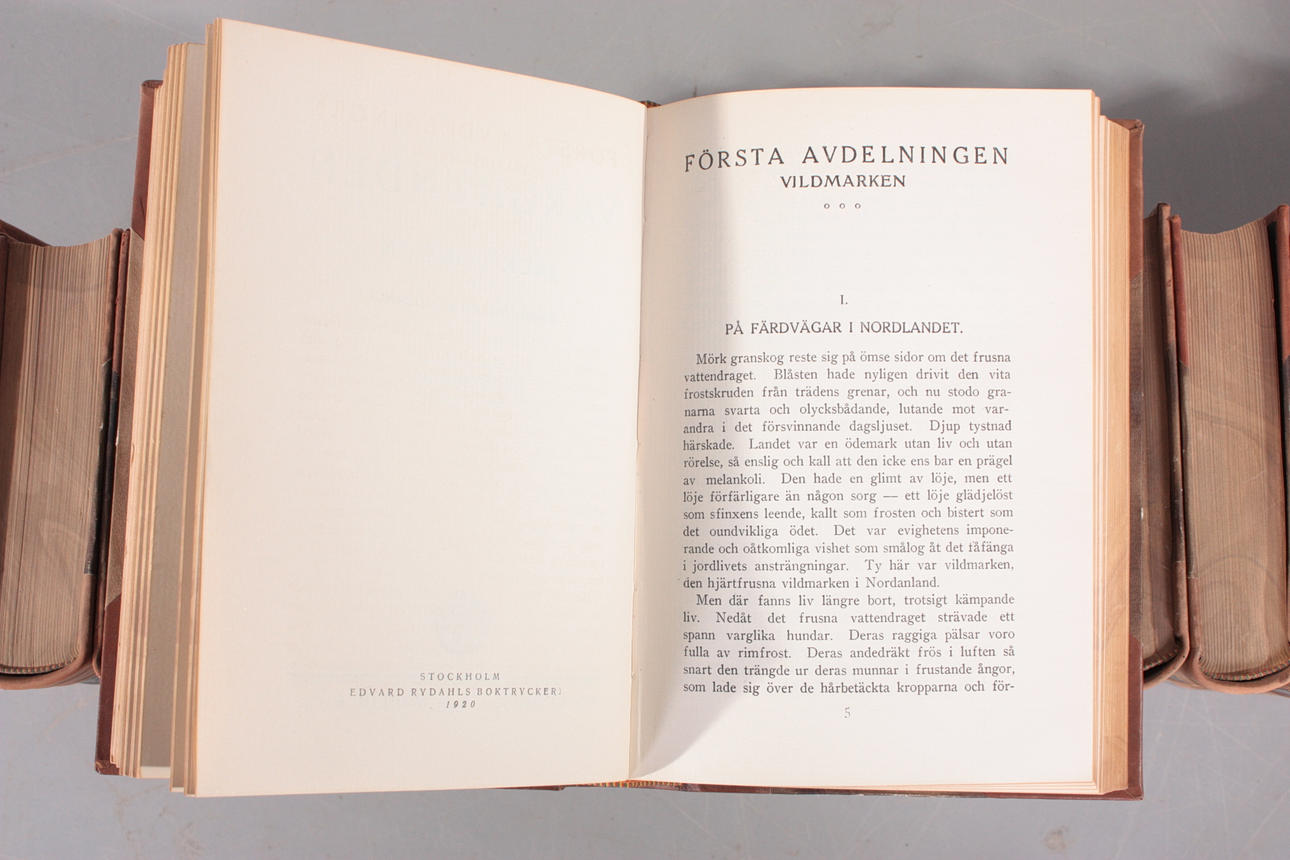 STOCKHOLM
EDVARD RYDAHLS BOKTRYCKERI
1920
FÖRSTA AVDELNINGEN
VILDMARKEN
o o o
I.
PÅ FÄRDVÄGAR I NORDLANDET.
Mörk granskog reste sig på ömse sidor om det frusna
vattendraget. Blåsten hade nyligen drivit den vita
frostskruden från trädens grenar, och nu stodo gra-
narna svarta och olycksbådande, lutande mot var-
andra i det försvinnande dagsljuset. Djup tystnad
härskade. Landet var en ödemark utan liv och utan
rörelse, så enslig och kall att den icke ens bar en prägel
av melankoli. Den hade en glimt av löje, men ett
löje förfärligare än någon sorg — ett löje glädjelöst
som sfinxens leende, kallt som frosten och bistert som
det oundvikliga ödet. Det var evighetens impone-
rande och oåtkomliga vishet som smålog åt det fåfänga
i jordlivets ansträngningar. Ty här var vildmarken,
den hjärtfrusna vildmarken i Nordanland.
Men där fanns liv längre bort, trotsigt kämpande
liv. Nedåt det frusna vattendraget strävade ett
spann varglika hundar. Deras raggiga pälsar voro
fulla av rimfrost. Deras andedräkt frös i luften så
snart den trängde ur deras munnar i frustande ångor,
som lade sig över de hårbetäckta kropparna och för-
5